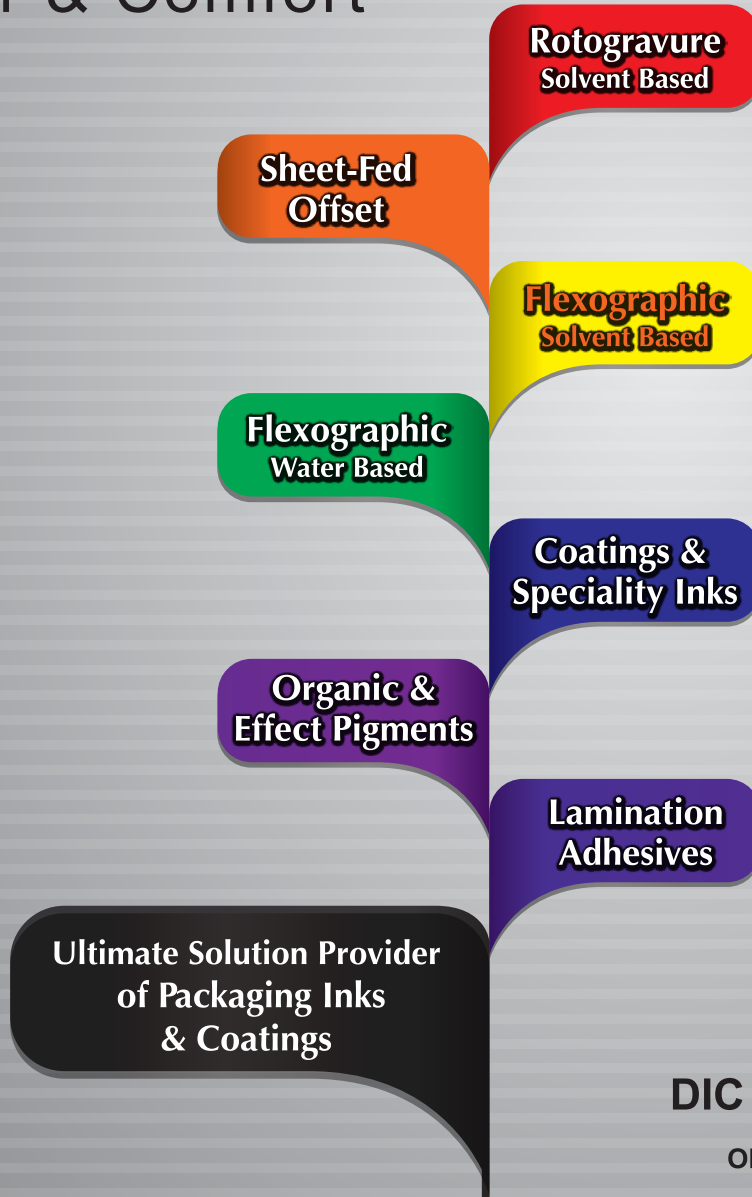 & Comfort
Rotogravure
Solvent Based
Sheet-Fed
Offset
Flexographic
Solvent Based
Flexographic
Water Based
Coatings &
Speciality Inks
Organic &
Effect Pigments
Lamination
Adhesives
Ultimate Solution Provider
of Packaging Inks
& Coatings
DIC